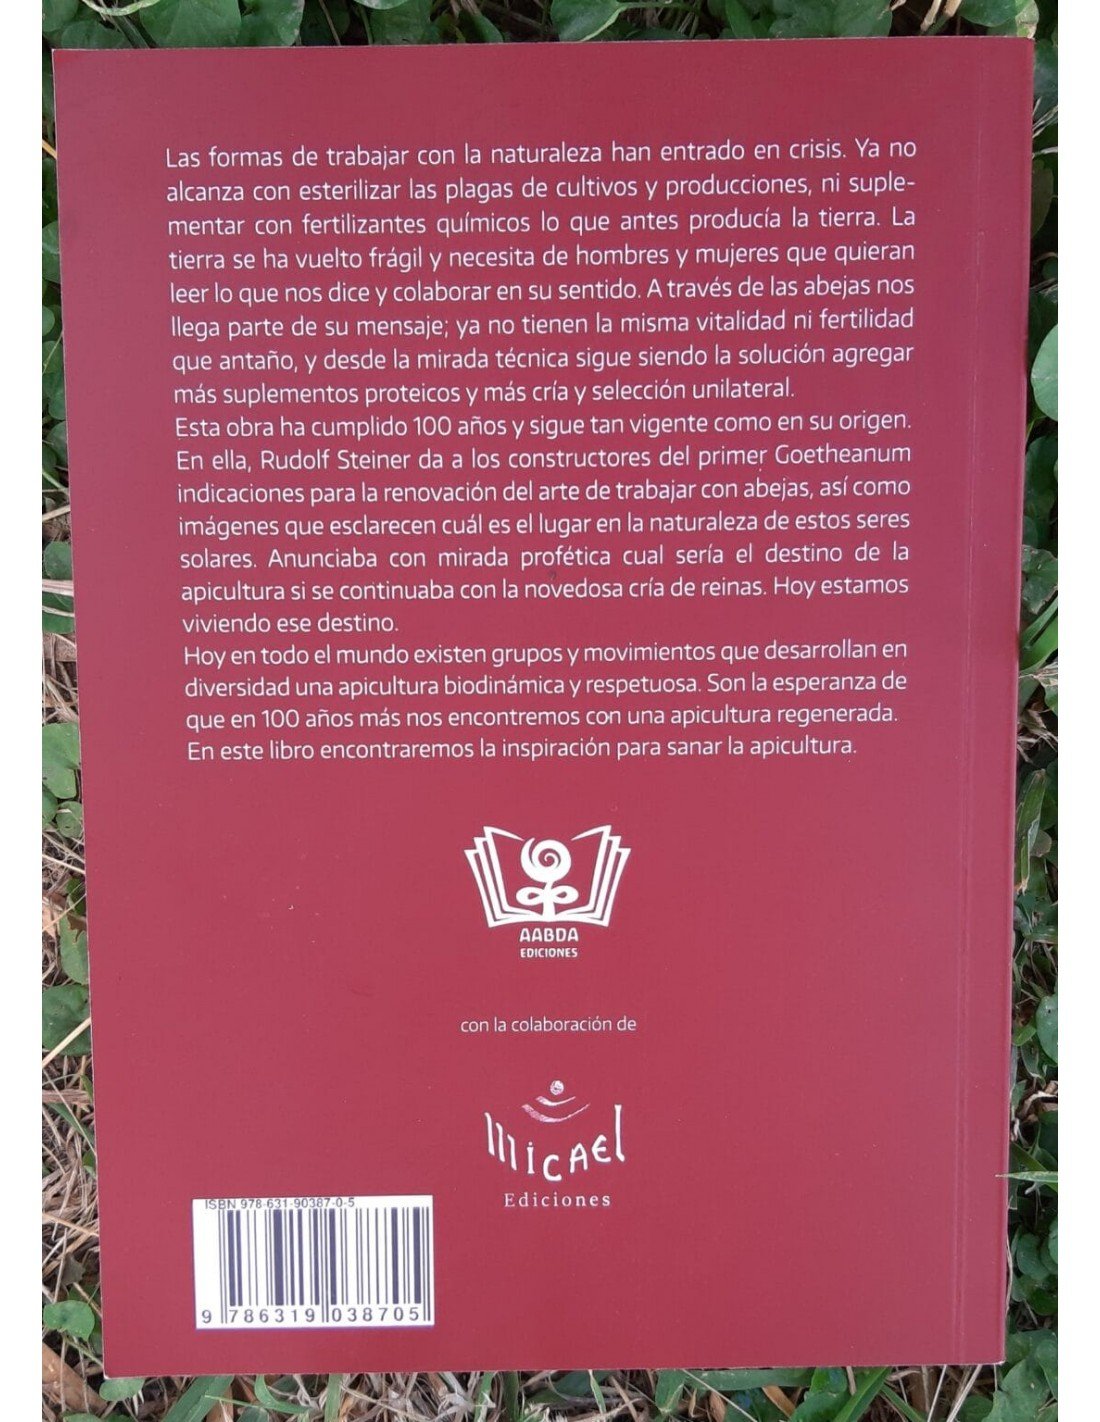 Las formas de trabajar con la naturaleza han entrado en crisis. Ya no
alcanza con esterilizar las plagas de cultivos y producciones, ni suple-
mentar con fertilizantes químicos lo que antes producía la tierra. La
tierra se ha vuelto frágil y necesita de hombres y mujeres que quieran
leer lo que nos dice y colaborar en su sentido. A través de las abejas nos
llega parte de su mensaje; ya no tienen la misma vitalidad ni fertilidad
que antaño, y desde la mirada técnica sigue siendo la solución agregar
más suplementos proteicos y más cría y selección unilateral.
Esta obra ha cumplido 100 años y sigue tan vigente como en su origen.
En ella, Rudolf Steiner da a los constructores del primer Goetheanum
indicaciones para la renovación del arte de trabajar con abejas, así como
imágenes que esclarecen cuál es el lugar en la naturaleza de estos seres
solares. Anunciaba con mirada profética cual sería el destino de la
apicultura si se continuaba con la novedosa cría de reinas. Hoy estamos
viviendo ese destino.
Hoy en todo el mundo existen grupos y movimientos que desarrollan en
diversidad una apicultura biodinámica y respetuosa. Son la esperanza de
que en 100 años más nos encontremos con una apicultura regenerada.
En este libro encontraremos la inspiración para sanar la apicultura.
AABDA
EDICIONES
con la colaboración de
MICAEL
Ediciones
ISBN 978-631-90387-0-5
9 786319 038705